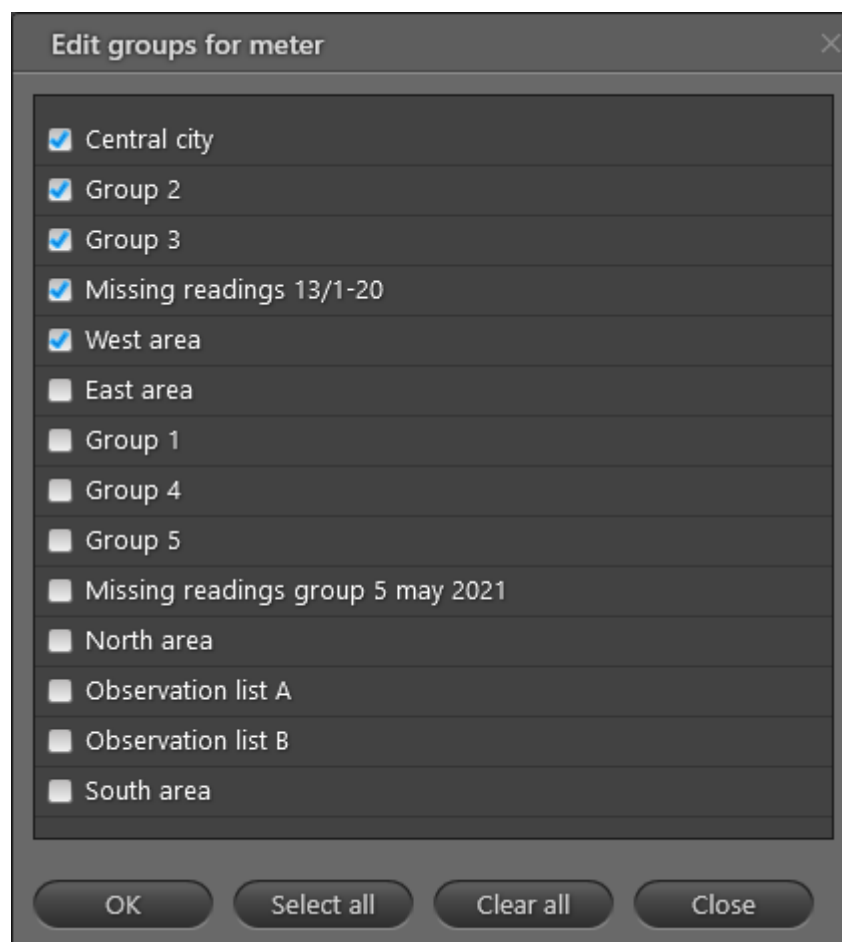 Edit groups for meter
Central city
Group 2
Group 3
Missing readings 13/1-20
West area
East area
Group 1
Group 4
Group 5
Missing readings group 5 may 2021
North area
Observation list A
Observation list B
South area
OK Select all Clear all Close